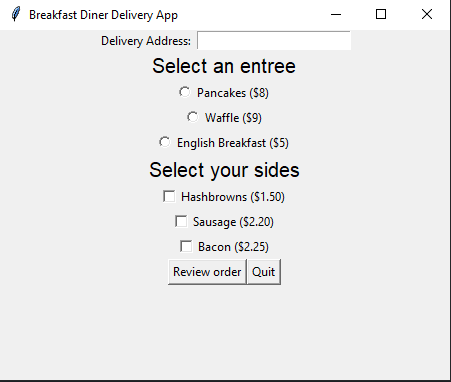 Breakfast Diner Delivery App
Delivery Address:
Select an entree
Pancakes ($8)
Waffle ($9)
English Breakfast ($5)
Select your sides
Hashbrowns ($1.50)
Sausage ($2.20)
Bacon ($2.25)
Review order Quit